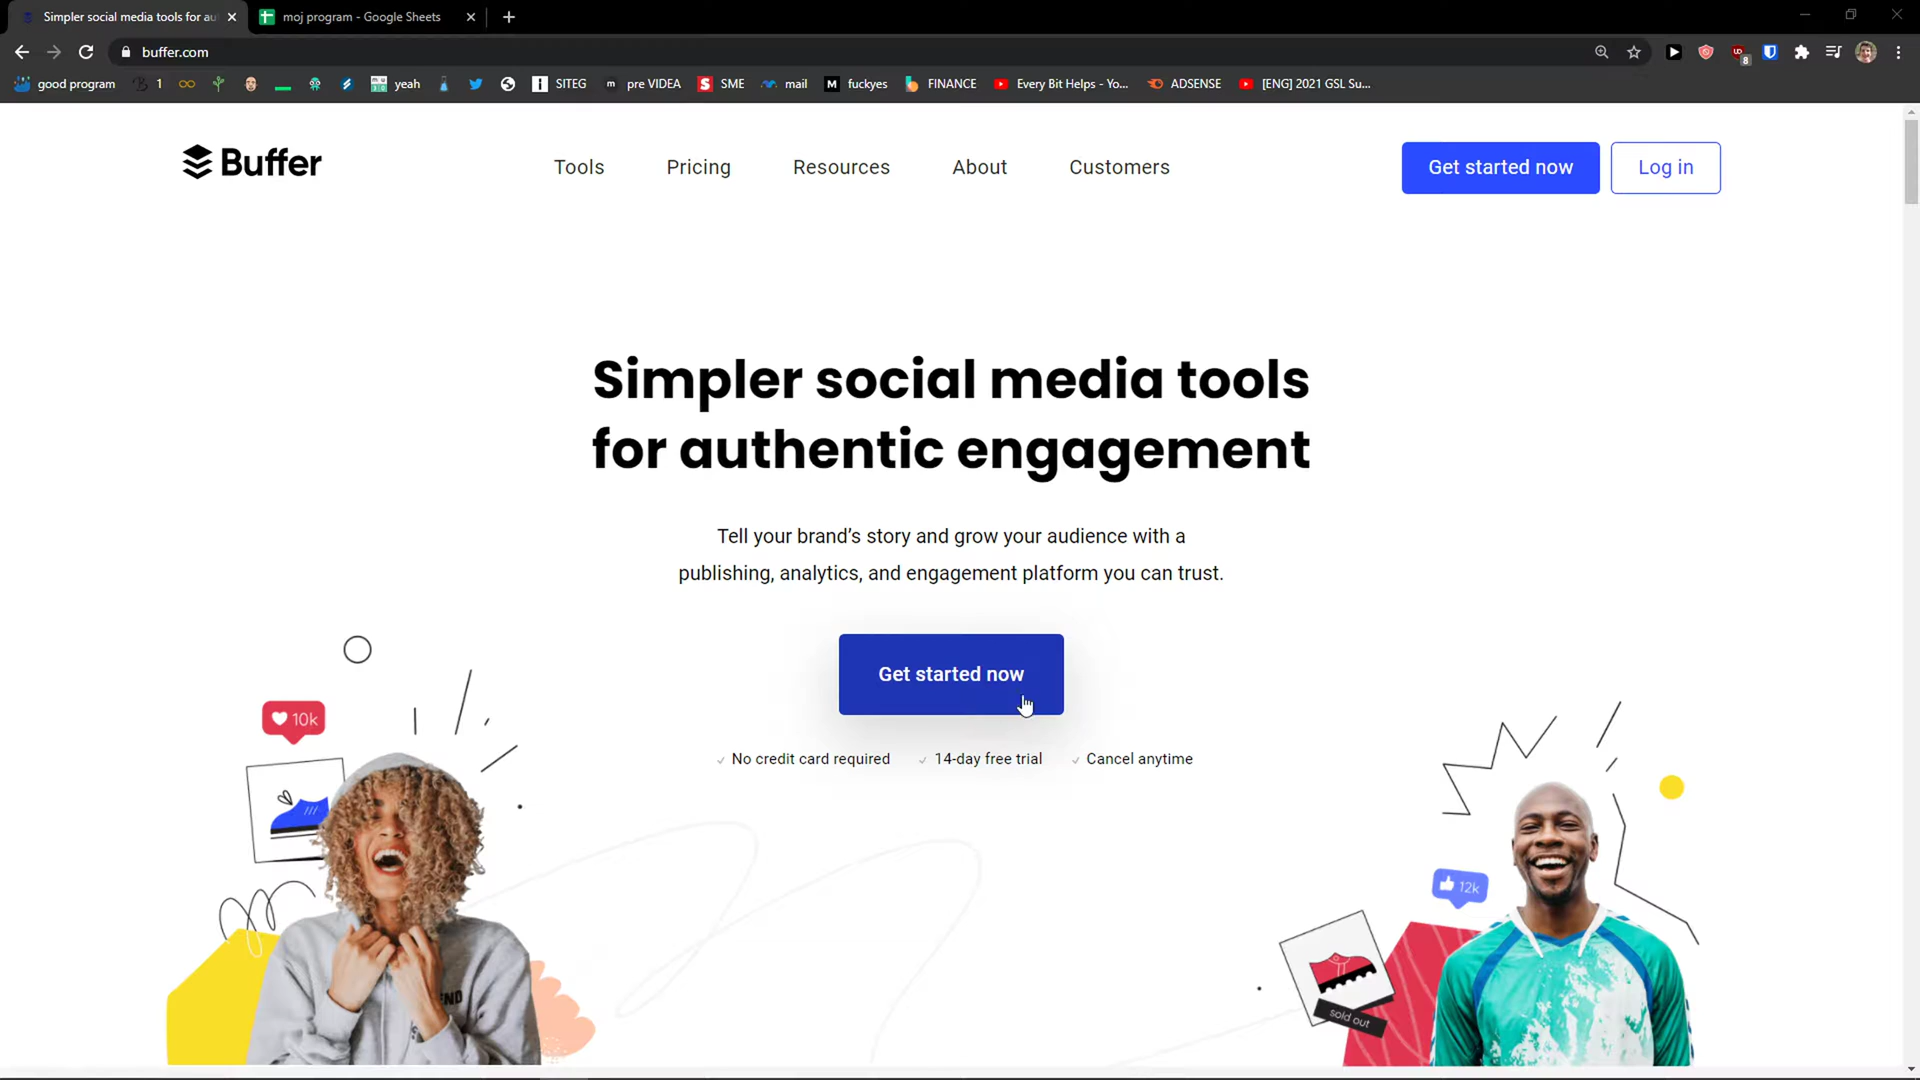 Simpler social media tools for au
moj program - Google Sheets
buffer.com
8
good program
1
yeah
SITEG
pre VIDEA
SME
mail
fuckyes
FINANCE
Every Bit Helps - Yo...
ADSENSE
[ENG] 2021 GSL Su...
Buffer
Tools
Pricing
Resources
About
Customers
Get started now
Log in
Simpler social media tools
for authentic engagement
Tell your brand’s story and grow your audience with a
publishing, analytics, and engagement platform you can trust.
Get started now
No credit card required
14-day free trial
Cancel anytime
10k
12k
sold out